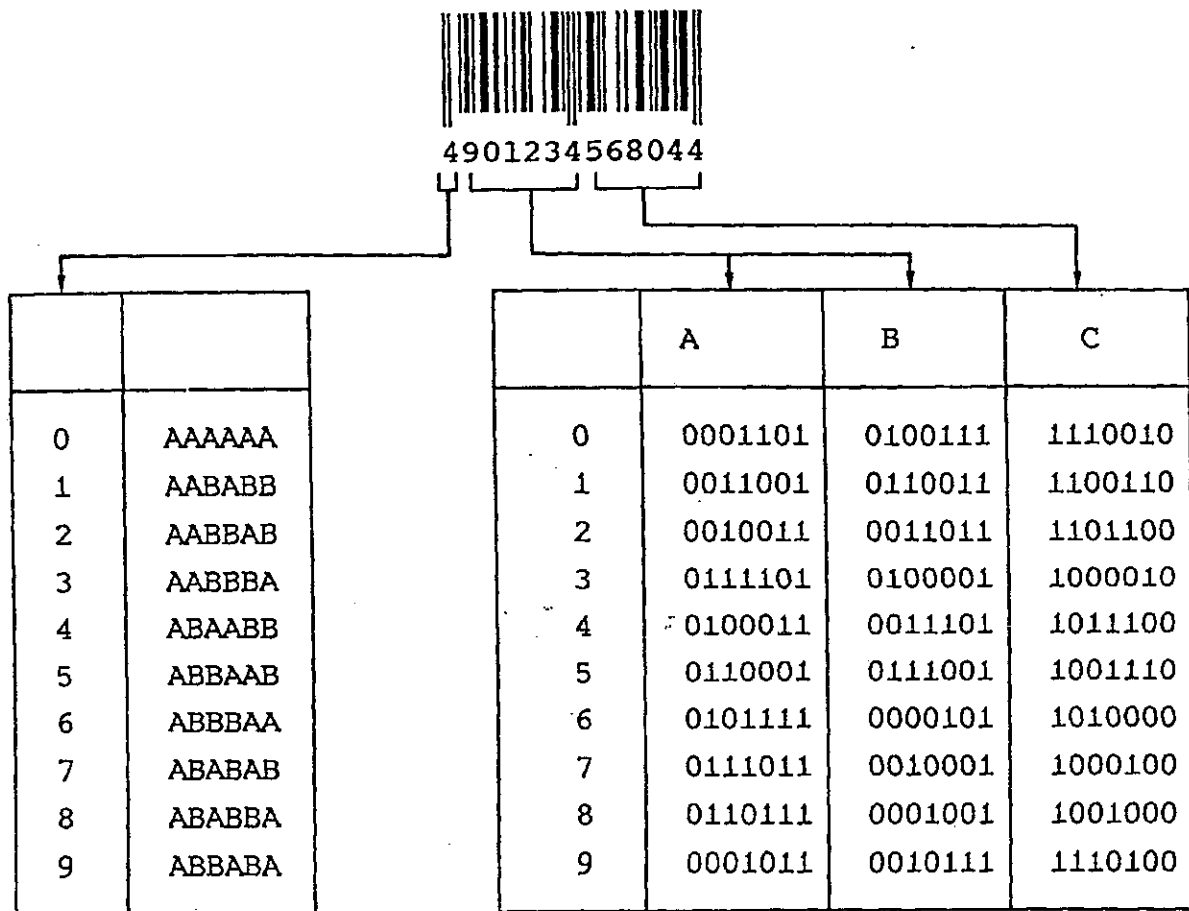 4901234568044
A B C
0 AAAAAA 0 0001101 0100111 1110010
1 AABABB 1 0011001 0110011 1100110
2 AABBAB 2 0010011 0011011 1101100
3 AABBBA 3 0111101 0100001 1000010
4 ABAABB 4 0100011 0011101 1011100
5 ABBAAB 5 0110001 0111001 1001110
6 ABBBAA 6 0101111 0000101 1010000
7 ABABAB 7 0111011 0010001 1000100
8 ABABBA 8 0110111 0001001 1001000
9 ABBABA 9 0001011 0010111 1110100